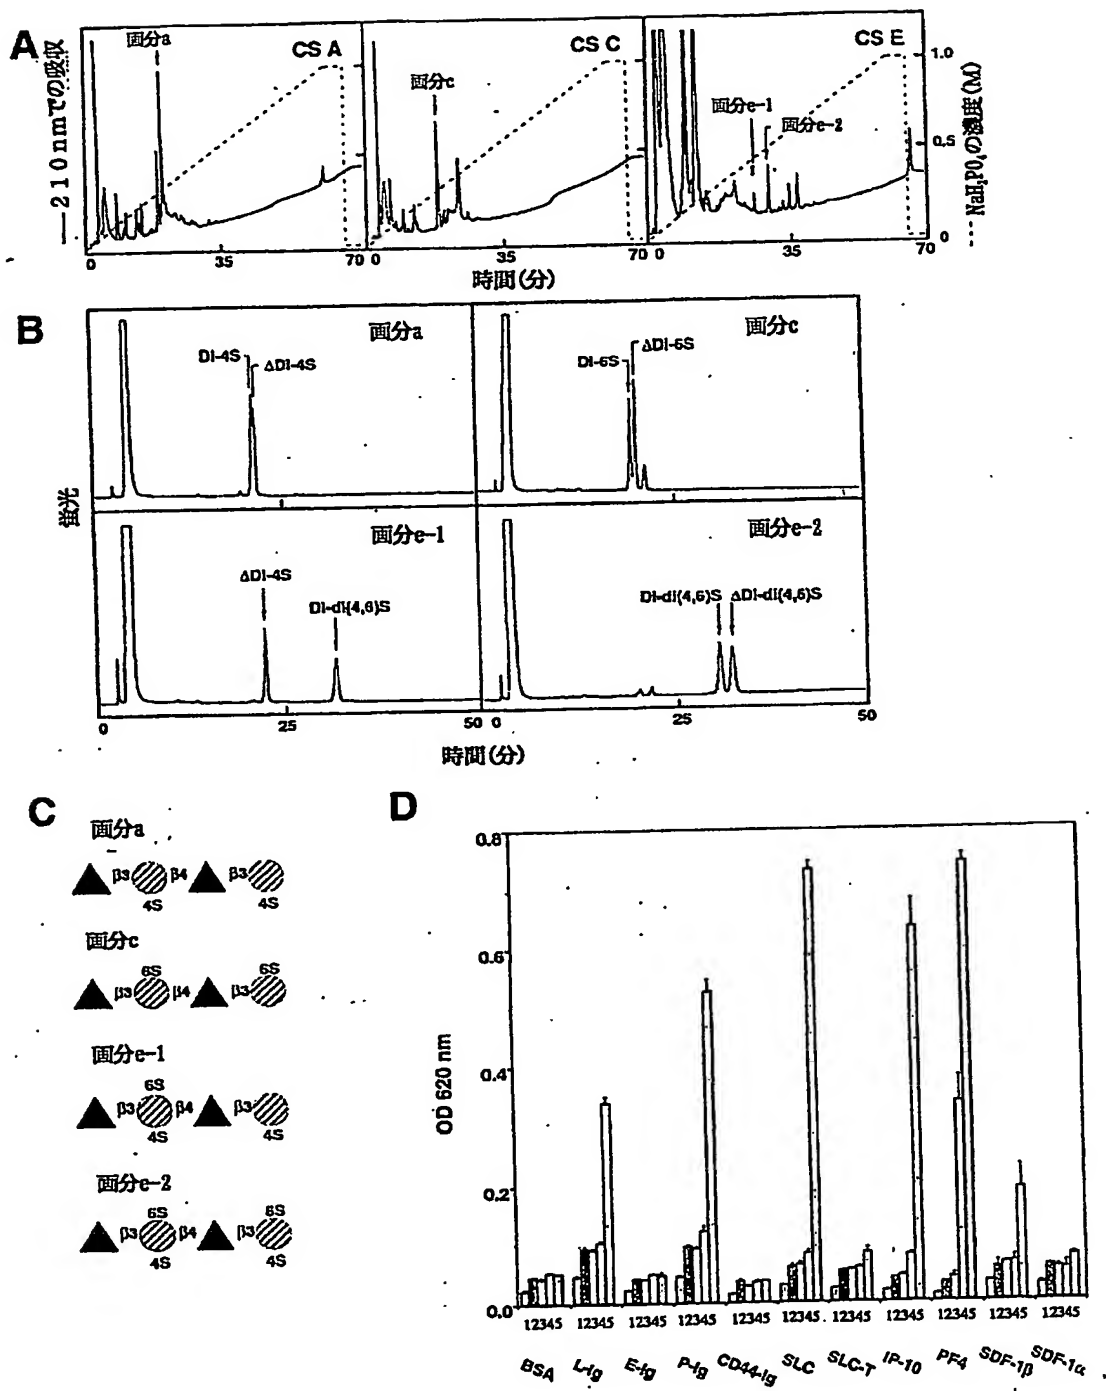 A
画分a
CS A
画分c
CS C
CS E
画分e-1
画分e-2
—210nmでの吸収
1.0
0.5
0
---- NaH₂PO₄の濃度(M)
0 35 70 0 35 70 0 35 70
時間(分)
B
画分a
Di-4S
ΔDi-4S
画分c
ΔDi-6S
Di-6S
蛍光
画分e-1
ΔDi-4S
Di-di(4,6)S
画分e-2
Di-di(4,6)S ΔDi-di(4,6)S
0 25 50 0 25 50
時間(分)
C
画分a
β3 β4 β3
4S 4S
画分c
6S 6S
β3 β4 β3
画分e-1
6S
β3 β4 β3
4S 4S
画分e-2
6S 6S
β3 β4 β3
4S 4S
D
OD 620 nm
0.8
0.6
0.4
0.2
0.0
12345 12345 12345 12345 12345 12345 12345 12345 12345 12345 12345
BSA L-Ig E-Ig P-Ig CD44-Ig SLC SLC-T IP-10 PF4 SDF-1β SDF-1α